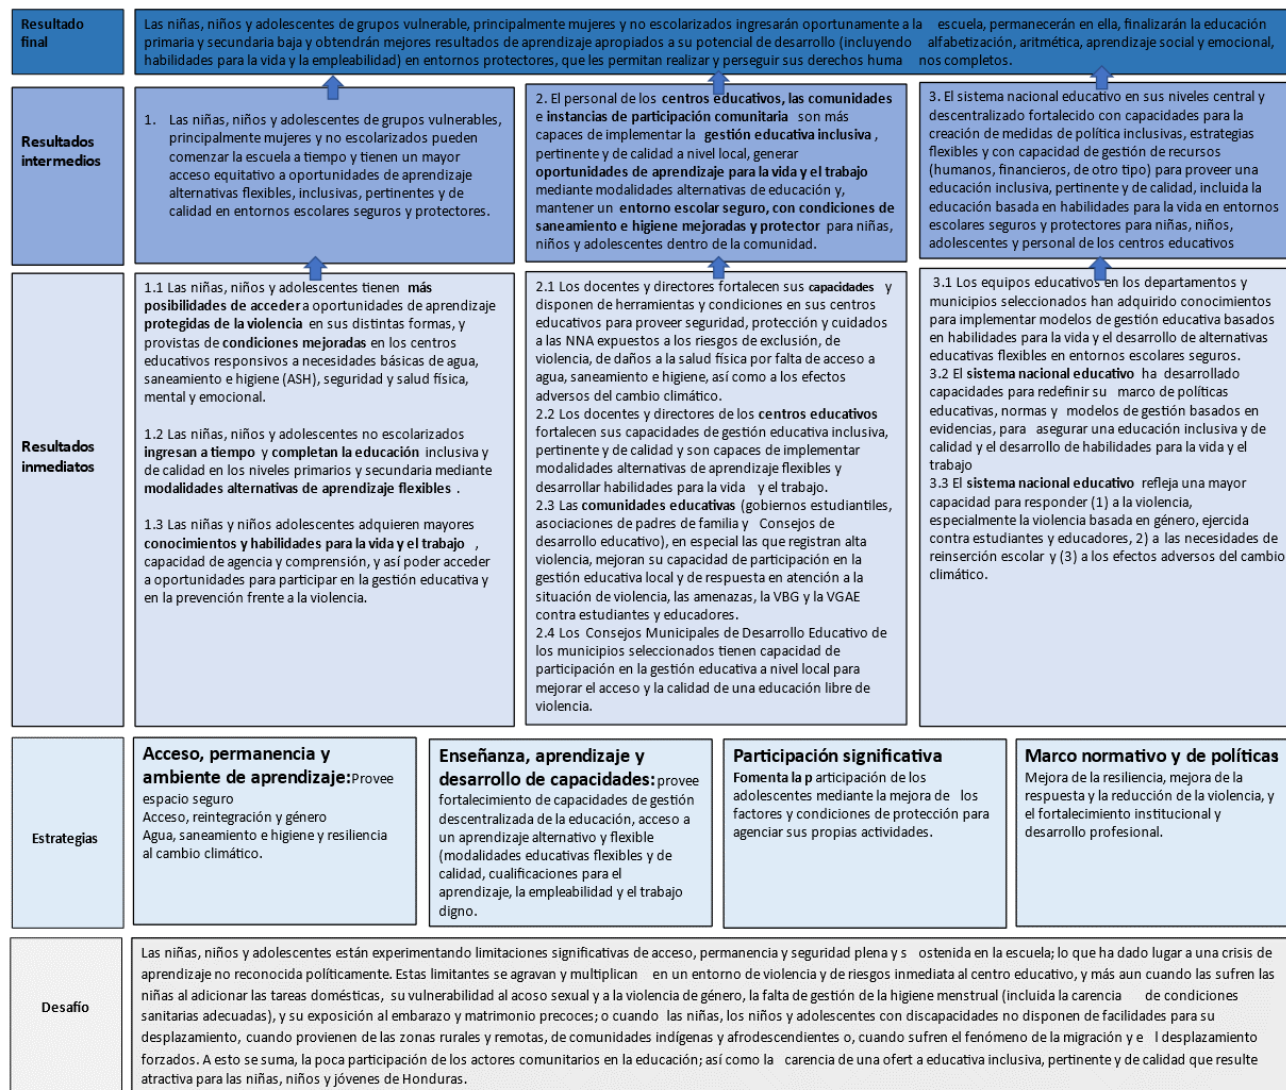 Resultado
final
Las niñas, niños y adolescentes de grupos vulnerable, principalmente mujeres y no escolarizados ingresarán oportunamente a la escuela, permanecerán en ella, finalizarán la educación
primaria y secundaria baja y obtendrán mejores resultados de aprendizaje apropiados a su potencial de desarrollo (incluyendo alfabetización, aritmética, aprendizaje social y emocional,
habilidades para la vida y la empleabilidad) en entornos protectores, que les permitan realizar y perseguir sus derechos huma nos completos.
Resultados
intermedios
1. Las niñas, niños y adolescentes de grupos vulnerables,
principalmente mujeres y no escolarizados pueden
comenzar la escuela a tiempo y tienen un mayor
acceso equitativo a oportunidades de aprendizaje
alternativas flexibles, inclusivas, pertinentes y de
calidad en entornos escolares seguros y protectores.
2. El personal de los centros educativos, las comunidades
e instancias de participación comunitaria son más
capaces de implementar la gestión educativa inclusiva ,
pertinente y de calidad a nivel local, generar
oportunidades de aprendizaje para la vida y el trabajo
mediante modalidades alternativas de educación y,
mantener un entorno escolar seguro, con condiciones de
saneamiento e higiene mejoradas y protector para niñas,
niños y adolescentes dentro de la comunidad.
3. El sistema nacional educativo en sus niveles central y
descentralizado fortalecido con capacidades para la
creación de medidas de política inclusivas, estrategias
flexibles y con capacidad de gestión de recursos
(humanos, financieros, de otro tipo) para proveer una
educación inclusiva, pertinente y de calidad, incluida la
educación basada en habilidades para la vida en entornos
escolares seguros y protectores para niñas, niños,
adolescentes y personal de los centros educativos
Resultados
inmediatos
1.1 Las niñas, niños y adolescentes tienen más
posibilidades de acceder a oportunidades de aprendizaje
protegidas de la violencia en sus distintas formas, y
provistas de condiciones mejoradas en los centros
educativos responsivos a necesidades básicas de agua,
saneamiento e higiene (ASH), seguridad y salud física,
mental y emocional.
1.2 Las niñas, niños y adolescentes no escolarizados
ingresan a tiempo y completan la educación inclusiva y
de calidad en los niveles primarios y secundaria mediante
modalidades alternativas de aprendizaje flexibles .
1.3 Las niñas y niños adolescentes adquieren mayores
conocimientos y habilidades para la vida y el trabajo ,
capacidad de agencia y comprensión, y así poder acceder
a oportunidades para participar en la gestión educativa y
en la prevención frente a la violencia.
2.1 Los docentes y directores fortalecen sus capacidades y
disponen de herramientas y condiciones en sus centros
educativos para proveer seguridad, protección y cuidados
a las NNA expuestos a los riesgos de exclusión, de
violencia, de daños a la salud física por falta de acceso a
agua, saneamiento e higiene, así como a los efectos
adversos del cambio climático.
2.2 Los docentes y directores de los centros educativos
fortalecen sus capacidades de gestión educativa inclusiva,
pertinente y de calidad y son capaces de implementar
modalidades alternativas de aprendizaje flexibles y
desarrollar habilidades para la vida y el trabajo.
2.3 Las comunidades educativas (gobiernos estudiantiles,
asociaciones de padres de familia y Consejos de
desarrollo educativo), en especial las que registran alta
violencia, mejoran su capacidad de participación en la
gestión educativa local y de respuesta en atención a la
situación de violencia, las amenazas, la VBG y la VGAE
contra estudiantes y educadores.
2.4 Los Consejos Municipales de Desarrollo Educativo de
los municipios seleccionados tienen capacidad de
participación en la gestión educativa a nivel local para
mejorar el acceso y la calidad de una educación libre de
violencia.
3.1 Los equipos educativos en los departamentos y
municipios seleccionados han adquirido conocimientos
para implementar modelos de gestión educativa basados
en habilidades para la vida y el desarrollo de alternativas
educativas flexibles en entornos escolares seguros.
3.2 El sistema nacional educativo ha desarrollado
capacidades para redefinir su marco de políticas
educativas, normas y modelos de gestión basados en
evidencias, para asegurar una educación inclusiva y de
calidad y el desarrollo de habilidades para la vida y el
trabajo
3.3 El sistema nacional educativo refleja una mayor
capacidad para responder (1) a la violencia,
especialmente la violencia basada en género, ejercida
contra estudiantes y educadores, 2) a las necesidades de
reinserción escolar y (3) a los efectos adversos del cambio
climático.
Estrategias
Acceso, permanencia y
ambiente de aprendizaje: Provee
espacio seguro
Acceso, reintegración y género
Agua, saneamiento e higiene y resiliencia
al cambio climático.
Enseñanza, aprendizaje y
desarrollo de capacidades: provee
fortalecimiento de capacidades de gestión
descentralizada de la educación, acceso a
un aprendizaje alternativo y flexible
(modalidades educativas flexibles y de
calidad, cualificaciones para el
aprendizaje, la empleabilidad y el trabajo
digno.
Participación significativa
Fomenta la p articipación de los
adolescentes mediante la mejora de los
factores y condiciones de protección para
agenciar sus propias actividades.
Marco normativo y de políticas
Mejora de la resiliencia, mejora de la
respuesta y la reducción de la violencia, y
el fortalecimiento institucional y
desarrollo profesional.
Desafío
Las niñas, niños y adolescentes están experimentando limitaciones significativas de acceso, permanencia y seguridad plena y s ostenida en la escuela; lo que ha dado lugar a una crisis de
aprendizaje no reconocida políticamente. Estas limitantes se agravan y multiplican en un entorno de violencia y de riesgos inmediata al centro educativo, y más aun cuando las sufren las
niñas al adicionar las tareas domésticas, su vulnerabilidad al acoso sexual y a la violencia de género, la falta de gestión de la higiene menstrual (incluida la carencia de condiciones
sanitarias adecuadas), y su exposición al embarazo y matrimonio precoces; o cuando las niñas, los niños y adolescentes con discapacidades no disponen de facilidades para su
desplazamiento, cuando provienen de las zonas rurales y remotas, de comunidades indígenas y afrodescendientes o, cuando sufren el fenómeno de la migración y e l desplazamiento
forzados. A esto se suma, la poca participación de los actores comunitarios en la educación; así como la carencia de una ofert a educativa inclusiva, pertinente y de calidad que resulte
atractiva para las niñas, niños y jóvenes de Honduras.